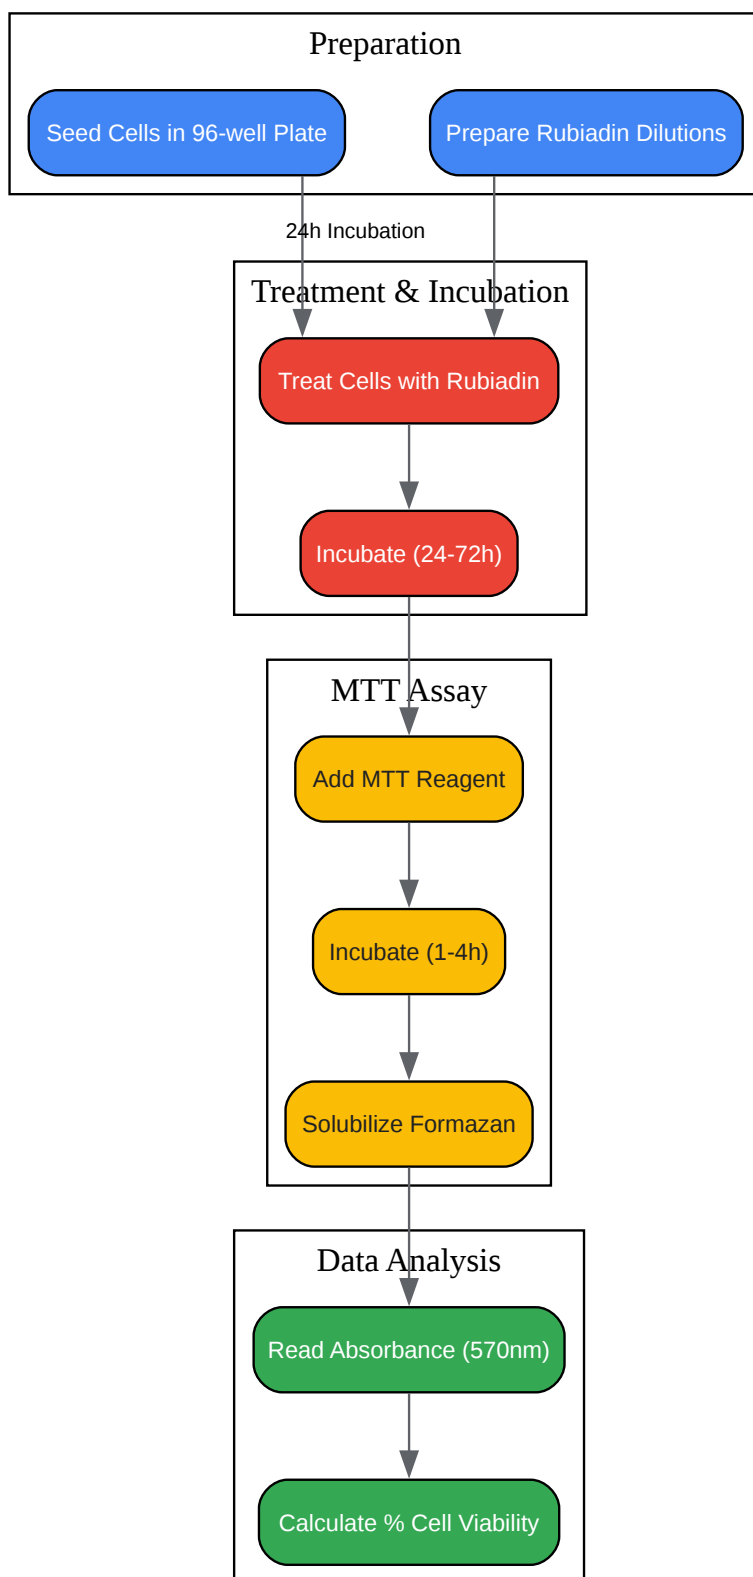 Preparation
Seed Cells in 96-well Plate
Prepare Rubiadin Dilutions
24h Incubation
Treatment & Incubation
Treat Cells with Rubiadin
Incubate (24-72h)
MTT Assay
Add MTT Reagent
Incubate (1-4h)
Solubilize Formazan
Data Analysis
Read Absorbance (570nm)
Calculate % Cell Viability